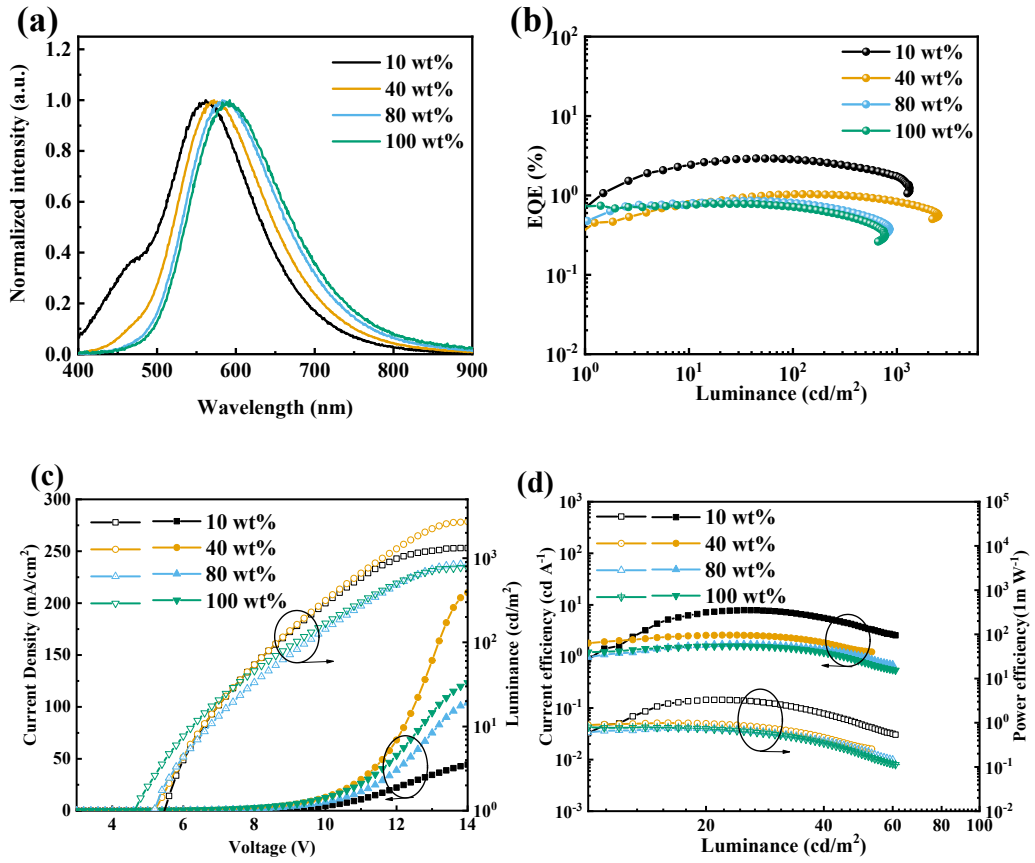 (a)
Normalized intensity (a.u.)
1.2
1.0
0.8
0.6
0.4
0.2
0.0
10 wt%
40 wt%
80 wt%
100 wt%
400 500 600 700 800 900
Wavelength (nm)
(b)
EQE (%)
10²
10¹
10⁰
10⁻¹
10⁻²
10 wt%
40 wt%
80 wt%
100 wt%
10⁰ 10¹ 10² 10³
Luminance (cd/m²)
(c)
Current Density (mA/cm²)
300
250
225
200
175
150
100
75
50
25
0
10 wt%
40 wt%
80 wt%
100 wt%
10³
10²
10¹
10⁰
Luminance (cd/m²)
4 6 8 10 12 14
Voltage (V)
(d)
Current efficiency (cd A⁻¹)
10³
10²
10¹
10⁰
10⁻¹
10⁻²
10⁻³
10 wt%
40 wt%
80 wt%
100 wt%
10⁵
10⁴
10³
10²
10¹
10⁰
10⁻¹
10⁻²
Power efficiency(1m W⁻¹)
20 40 60 80 100
Luminance (cd/m²)